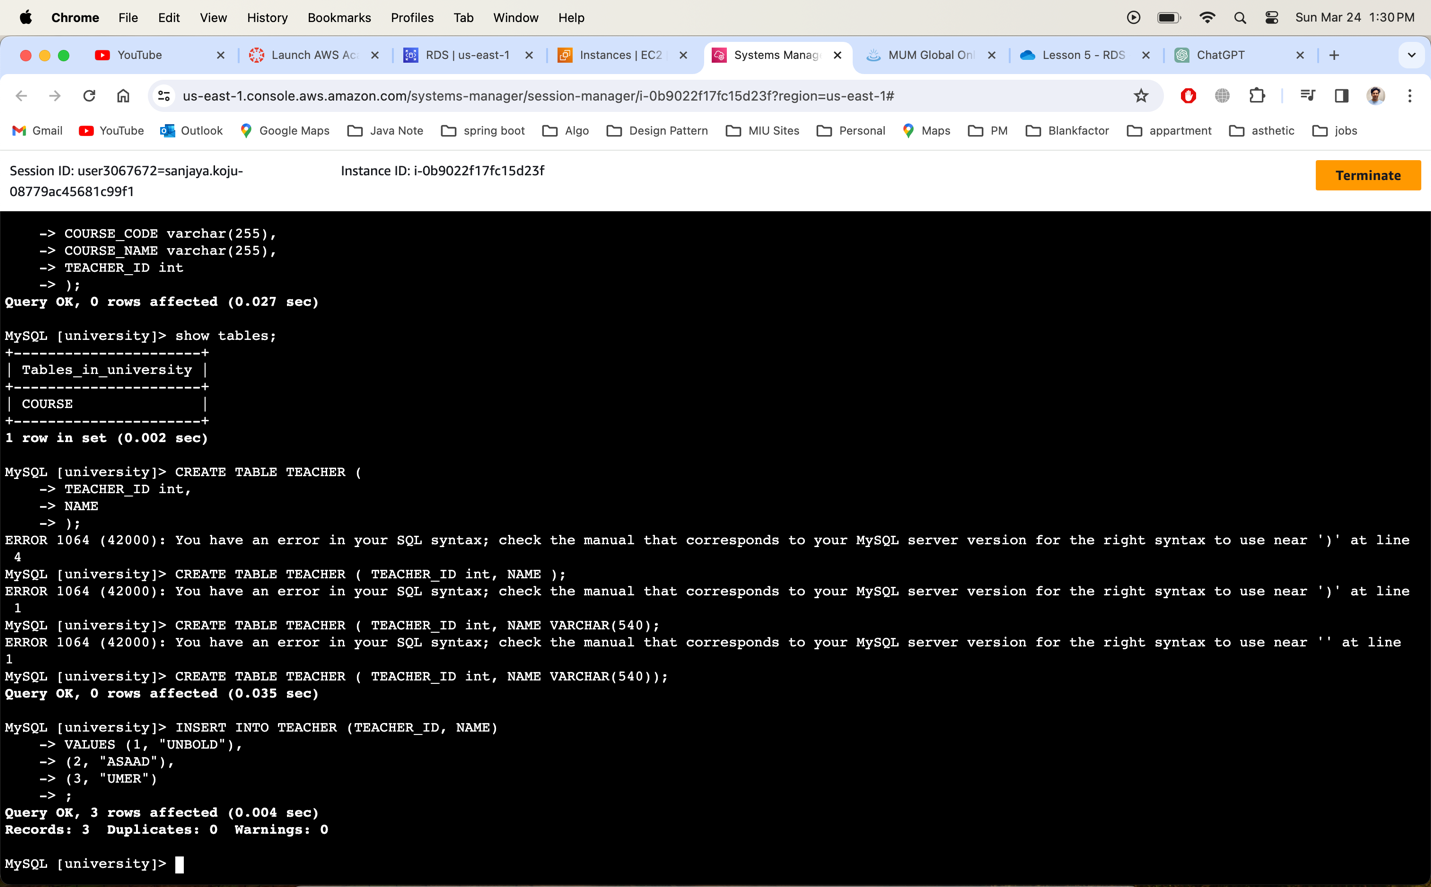 Chrome File Edit View History Bookmarks Profiles Tab Window Help Sun Mar 24 1:30 PM
YouTube Launch AWS Aca RDS | us-east-1 Instances | EC2 Systems Manag MUM Global Onl Lesson 5 - RDS ChatGPT
us-east-1.console.aws.amazon.com/systems-manager/session-manager/i-0b9022f17fc15d23f?region=us-east-1#
Gmail YouTube Outlook Google Maps Java Note spring boot Algo Design Pattern MIU Sites Personal Maps PM Blankfactor appartment asthetic jobs
Session ID: user3067672=sanjaya.koju-
08779ac45681c99f1
Instance ID: i-0b9022f17fc15d23f
Terminate
-> COURSE_CODE varchar(255),
-> COURSE_NAME varchar(255),
-> TEACHER_ID int
-> );
Query OK, 0 rows affected (0.027 sec)
MySQL [university]> show tables;
+----------------------+
| Tables_in_university |
+----------------------+
| COURSE               |
+----------------------+
1 row in set (0.002 sec)
MySQL [university]> CREATE TABLE TEACHER (
-> TEACHER_ID int,
-> NAME
-> );
ERROR 1064 (42000): You have an error in your SQL syntax; check the manual that corresponds to your MySQL server version for the right syntax to use near ')' at line
4
MySQL [university]> CREATE TABLE TEACHER ( TEACHER_ID int, NAME );
ERROR 1064 (42000): You have an error in your SQL syntax; check the manual that corresponds to your MySQL server version for the right syntax to use near ')' at line
1
MySQL [university]> CREATE TABLE TEACHER ( TEACHER_ID int, NAME VARCHAR(540);
ERROR 1064 (42000): You have an error in your SQL syntax; check the manual that corresponds to your MySQL server version for the right syntax to use near '' at line
1
MySQL [university]> CREATE TABLE TEACHER ( TEACHER_ID int, NAME VARCHAR(540));
Query OK, 0 rows affected (0.035 sec)
MySQL [university]> INSERT INTO TEACHER (TEACHER_ID, NAME)
-> VALUES (1, "UNBOLD"),
-> (2, "ASAAD"),
-> (3, "UMER")
-> ;
Query OK, 3 rows affected (0.004 sec)
Records: 3  Duplicates: 0  Warnings: 0
MySQL [university]>